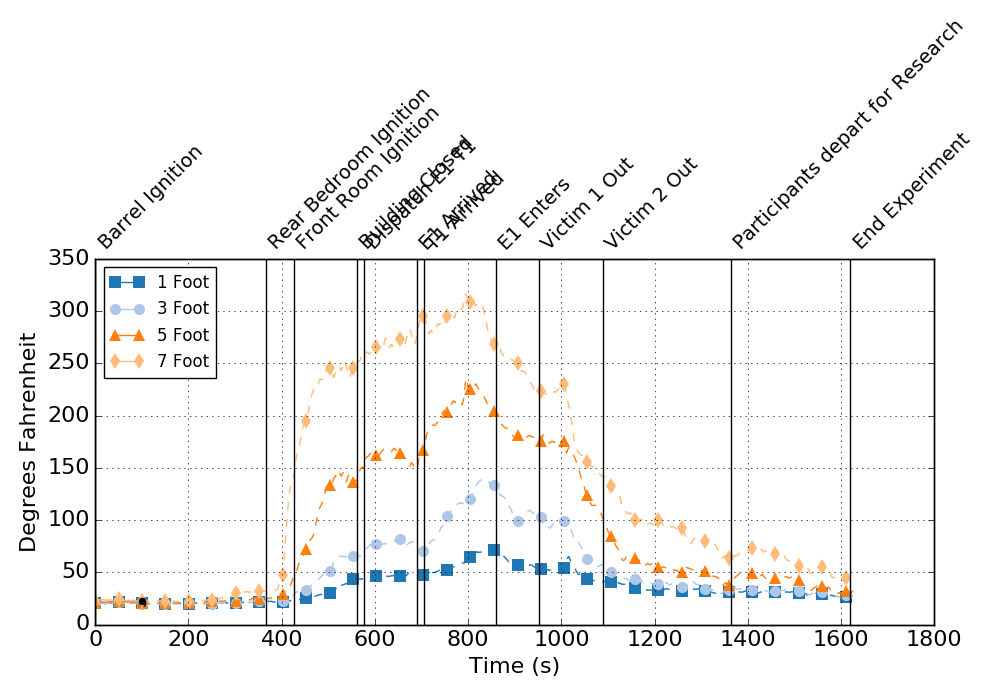 Barrel Ignition
Rear Bedroom Ignition
Front Room Ignition
Building Closed
Dispatch E1 T1
E1 Arrived
T1 Arrived
E1 Enters
Victim 1 Out
Victim 2 Out
Participants depart for Research
End Experiment
350
300
250
200
150
100
50
0
Degrees Fahrenheit
1 Foot
3 Foot
5 Foot
7 Foot
0 200 400 600 800 1000 1200 1400 1600 1800
Time (s)